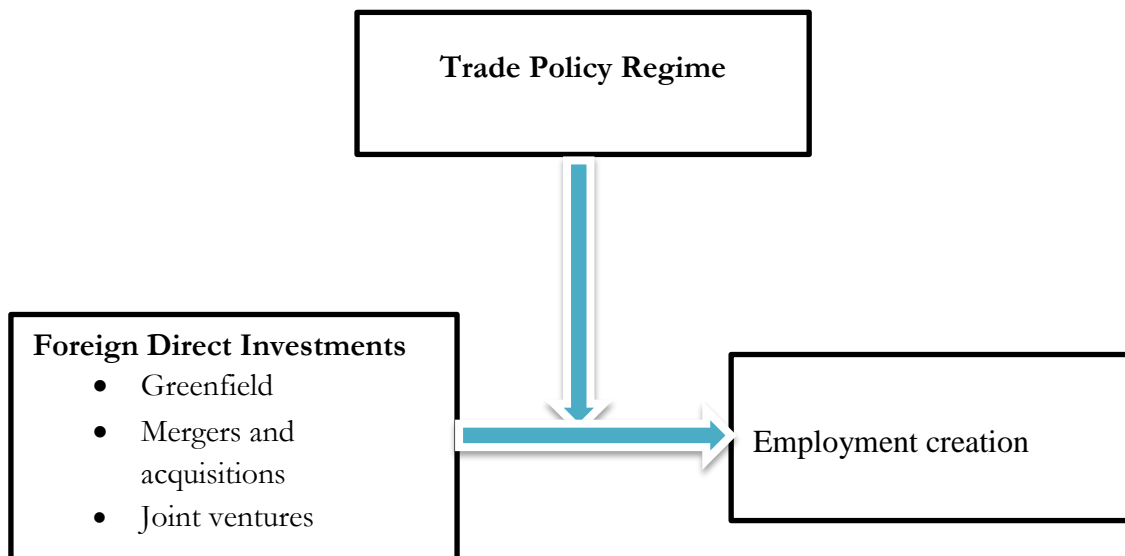 Trade Policy Regime
Foreign Direct Investments
• Greenfield
• Mergers and
acquisitions
• Joint ventures
Employment creation